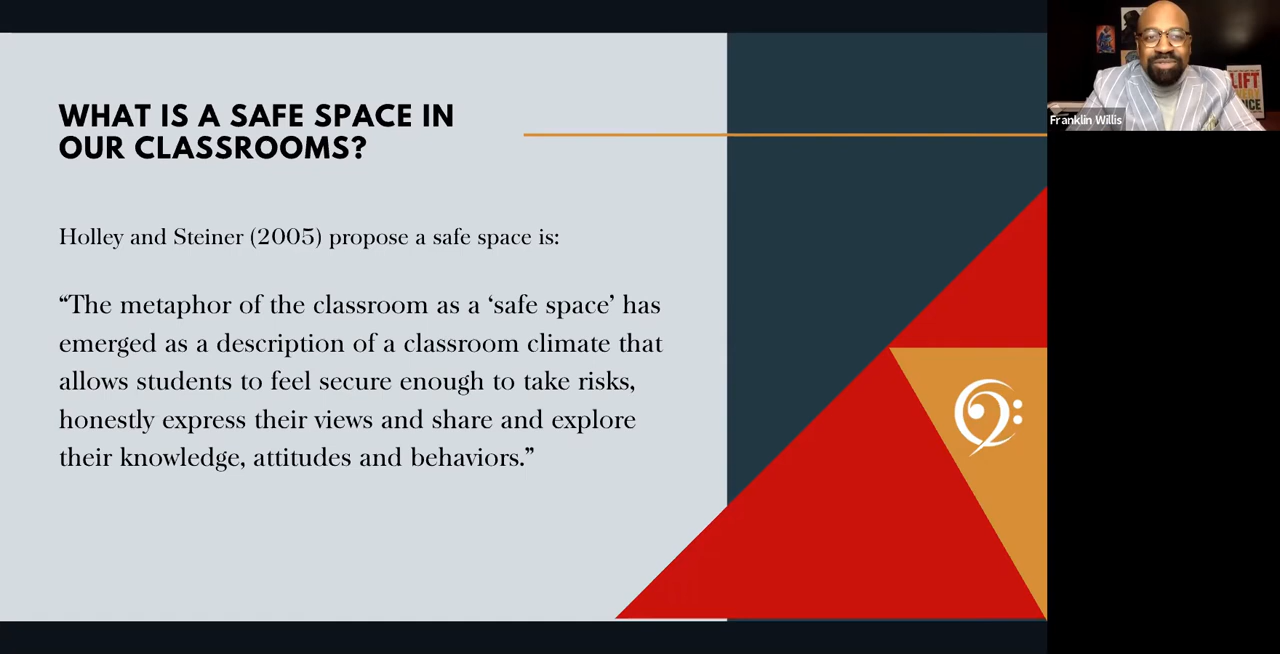 WHAT IS A SAFE SPACE IN
OUR CLASSROOMS?
Holley and Steiner (2005) propose a safe space is:
“The metaphor of the classroom as a ‘safe space’ has
emerged as a description of a classroom climate that
allows students to feel secure enough to take risks,
honestly express their views and share and explore
their knowledge, attitudes and behaviors.”
Franklin Willis
LIFT